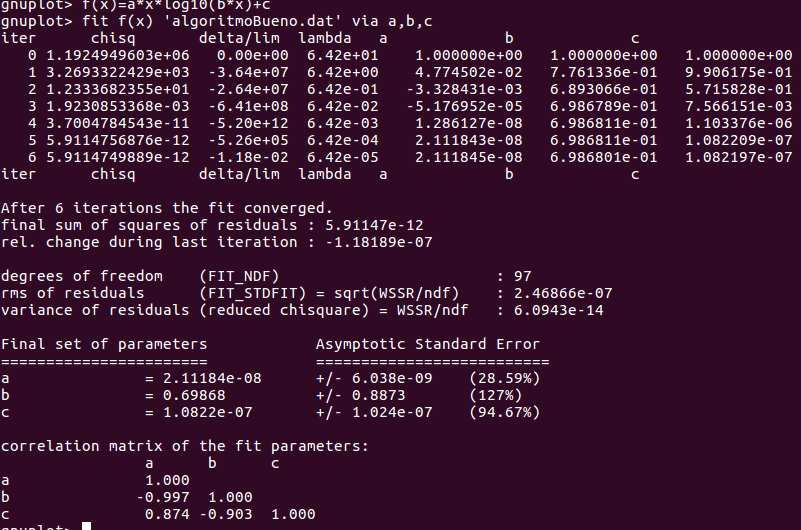 gnuplot> f(x)=a*x*log10(b*x)+c
gnuplot> fit f(x) 'algoritmoBueno.dat' via a,b,c
iter      chisq       delta/lim  lambda   a             b             c
   0 1.1924949603e+06   0.00e+00  6.42e+01    1.000000e+00   1.000000e+00   1.000000e+00
   1 3.2693322429e+03  -3.64e+07  6.42e+00    4.774502e-02   7.761336e-01   9.906175e-01
   2 1.2333682355e+01  -2.64e+07  6.42e-01   -3.328431e-03   6.893066e-01   5.715828e-01
   3 1.9230853368e-03  -6.41e+08  6.42e-02   -5.176952e-05   6.986789e-01   7.566151e-03
   4 3.7004784543e-11  -5.20e+12  6.42e-03    1.286127e-08   6.986811e-01   1.103376e-06
   5 5.9114756876e-12  -5.26e+05  6.42e-04    2.111843e-08   6.986811e-01   1.082209e-07
   6 5.9114749889e-12  -1.18e-02  6.42e-05    2.111845e-08   6.986801e-01   1.082197e-07
iter      chisq       delta/lim  lambda   a             b             c
After 6 iterations the fit converged.
final sum of squares of residuals : 5.91147e-12
rel. change during last iteration : -1.18189e-07
degrees of freedom    (FIT_NDF)                        : 97
rms of residuals      (FIT_STDFIT) = sqrt(WSSR/ndf)    : 2.46866e-07
variance of residuals (reduced chisquare) = WSSR/ndf   : 6.0943e-14
Final set of parameters            Asymptotic Standard Error
=======================            ==========================
a               = 2.11184e-08      +/- 6.038e-09    (28.59%)
b               = 0.69868          +/- 0.8873       (127%)
c               = 1.0822e-07       +/- 1.024e-07    (94.67%)
correlation matrix of the fit parameters:
                a      b      c
a               1.000
b              -0.997  1.000
c               0.874 -0.903  1.000
gnuplot>